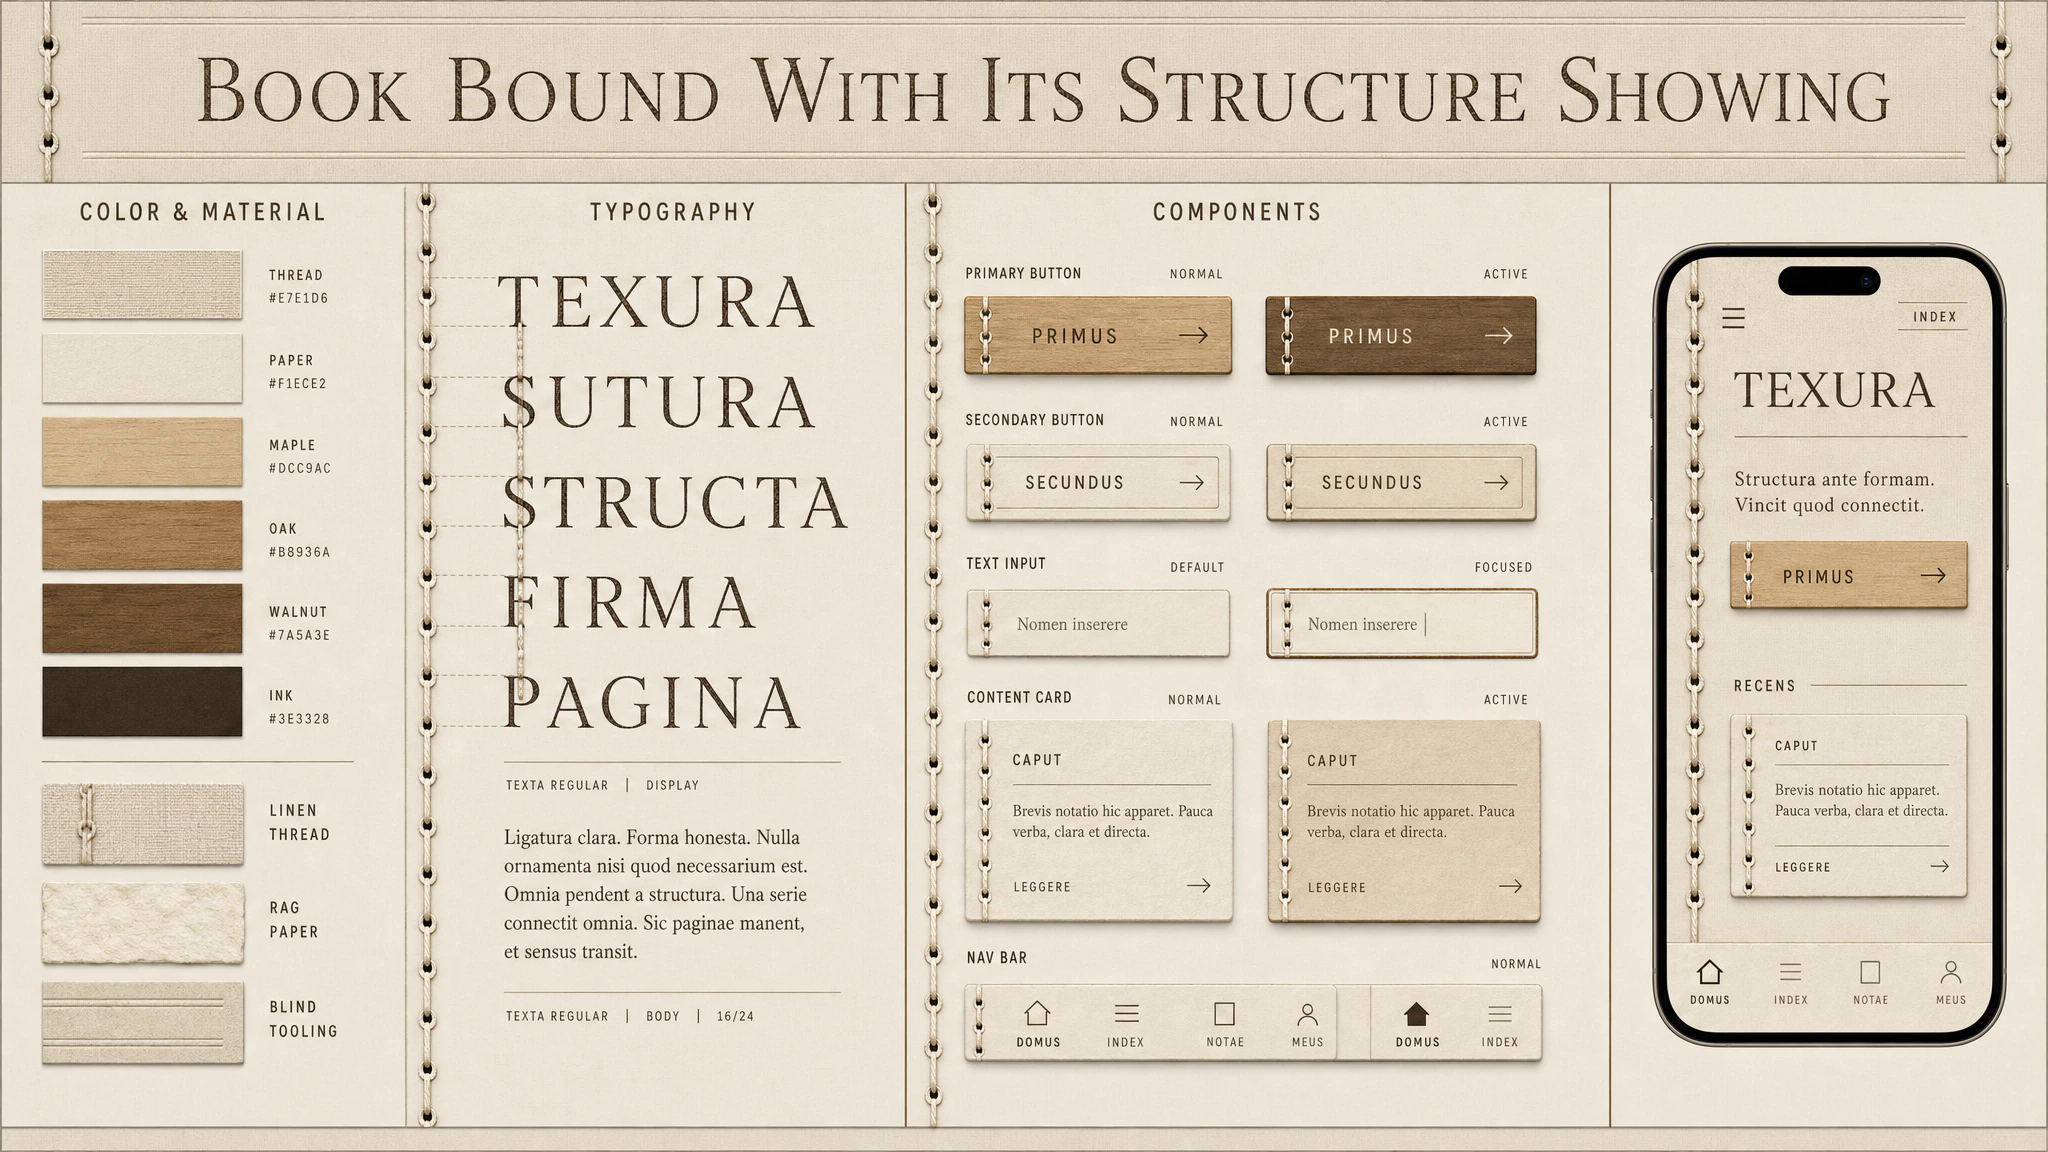 BOOK BOUND WITH ITS STRUCTURE SHOWING
COLOR & MATERIAL
THREAD
#E7E1D6
PAPER
#F1ECE2
MAPLE
#DCC9AC
OAK
#B8936A
WALNUT
#7A5A3E
INK
#3E3328
LINEN
THREAD
RAG
PAPER
BLIND
TOOLING
TYPOGRAPHY
TEXURA
SUTURA
STRUCTA
FIRMA
PAGINA
TEXTA REGULAR | DISPLAY
Ligatura clara. Forma honesta. Nulla
ornamenta nisi quod necessarium est.
Omnia pendent a structura. Una serie
connectit omnia. Sic paginae manent,
et sensus transit.
TEXTA REGULAR | BODY | 16/24
COMPONENTS
PRIMARY BUTTON NORMAL ACTIVE
PRIMUS PRIMUS
SECONDARY BUTTON NORMAL ACTIVE
SECUNDUS SECUNDUS
TEXT INPUT DEFAULT FOCUSED
Nomen inserere Nomen inserere
CONTENT CARD NORMAL ACTIVE
CAPUT
Brevis notatio hic apparet. Pauca
verba, clara et directa.
LEGGERE
CAPUT
Brevis notatio hic apparet. Pauca
verba, clara et directa.
LEGGERE
NAV BAR NORMAL
DOMUS INDEX NOTAE MEUS DOMUS INDEX
INDEX
TEXURA
Structura ante formam.
Vincit quod connectit.
PRIMUS
RECENS
CAPUT
Brevis notatio hic apparet.
Pauca verba, clara et directa.
LEGGERE
DOMUS INDEX NOTAE MEUS